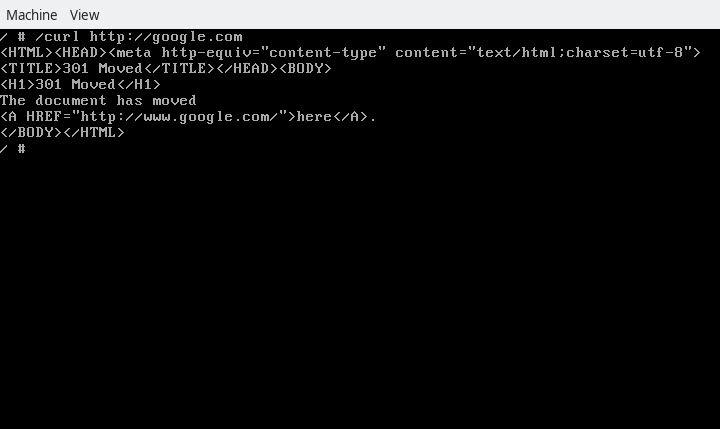 Machine View
/ # /curl http://google.com
<HTML><HEAD><meta http-equiv="content-type" content="text/html;charset=utf-8">
<TITLE>301 Moved</TITLE></HEAD><BODY>
<H1>301 Moved</H1>
The document has moved
<A HREF="http://www.google.com/">here</A>.
</BODY></HTML>
/ #